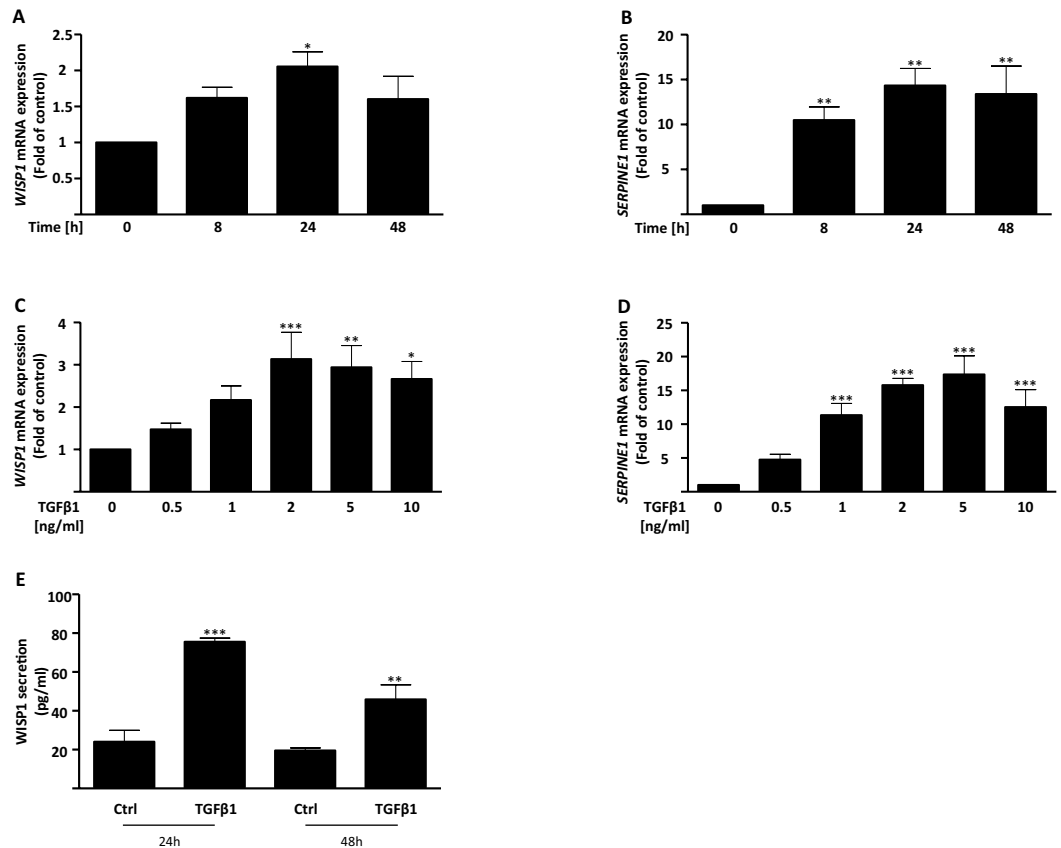 A
WISP1 mRNA expression
(Fold of control)
2.5
2
1.5
1
0.5
*
Time [h] 0 8 24 48
B
SERPINE1 mRNA expression
(Fold of control)
20
15
10
5
** ** **
Time [h] 0 8 24 48
C
WISP1 mRNA expression
(Fold of control)
4
3
2
1
*** ** *
TGFβ1 0 0.5 1 2 5 10
[ng/ml]
D
SERPINE1 mRNA expression
(Fold of control)
25
20
15
10
5
*** *** *** ***
TGFβ1 0 0.5 1 2 5 10
[ng/ml]
E
WISP1 secretion
(pg/ml)
100
80
60
40
20
*** **
Ctrl TGFβ1 Ctrl TGFβ1
24h 48h